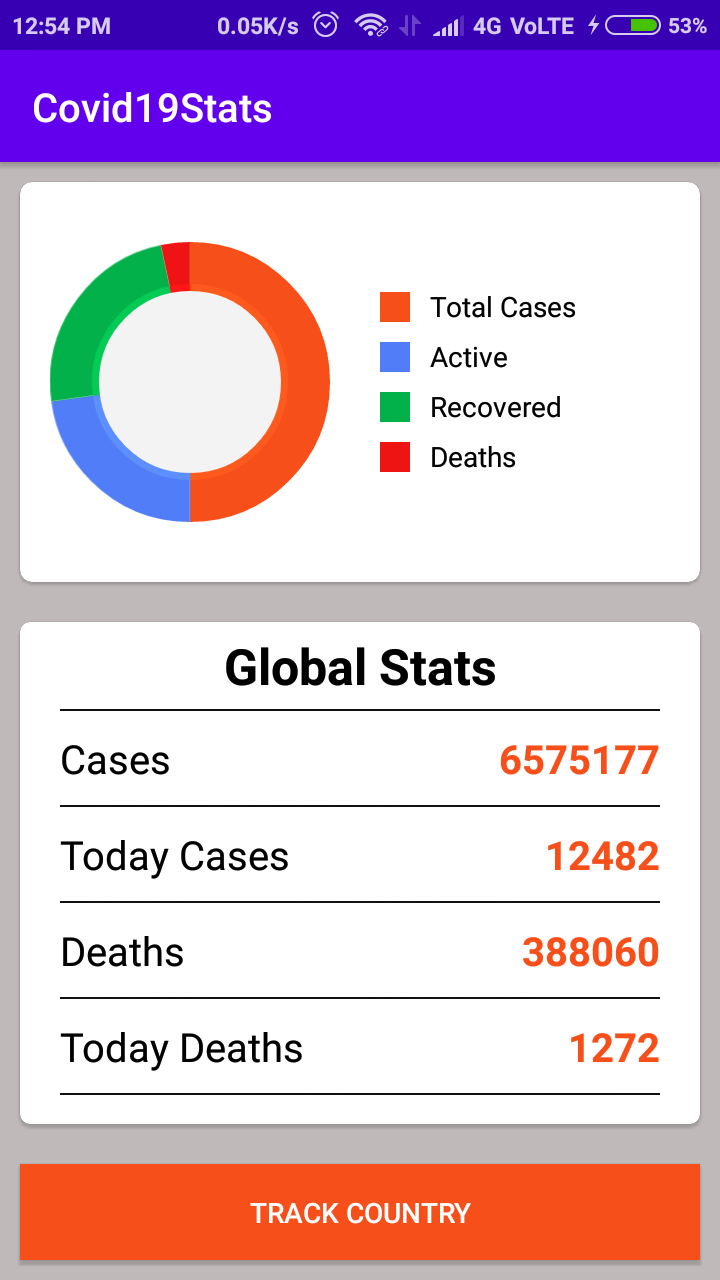 12:54 PM 0.05K/s 4G VoLTE 53%
Covid19Stats
Total Cases
Active
Recovered
Deaths
Global Stats
Cases 6575177
Today Cases 12482
Deaths 388060
Today Deaths 1272
TRACK COUNTRY